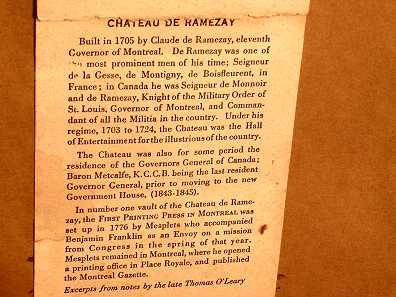 CHATEAU DE RAMEZAY
Built in 1705 by Claude de Ramezay, eleventh
Governor of Montreal. De Ramezay was one of
most prominent men of his time; Seigneur
de la Gesse, de Montigny, de Boisfleurent, in
France; in Canada he was Seigneur de Monnoir
and de Ramezay, Knight of the Military Order of
St. Louis, Governor of Montreal, and Comman-
dant of all the Militia in the country. Under his
regime, 1703 to 1724, the Chateau was the Hall
of Entertainment for the illustrious of the country.
The Chateau was also for some period the
residence of the Governors General of Canada;
Baron Metcalfe, K.C.C.B. being the last resident
Governor General, prior to moving to the new
Government House, (1843-1845).
In number one vault of the Chateau de Rame-
zay, the FIRST PRINTING PRESS IN MONTREAL was
set up in 1776 by Mesplets who accompanied
Benjamin Franklin as an Envoy on a mission
from Congress in the spring of that year.
Mesplets remained in Montreal, where he opened
a printing office in Place Royale, and published
the Montreal Gazette.
Excerpts from notes by the late Thomas O'Leary